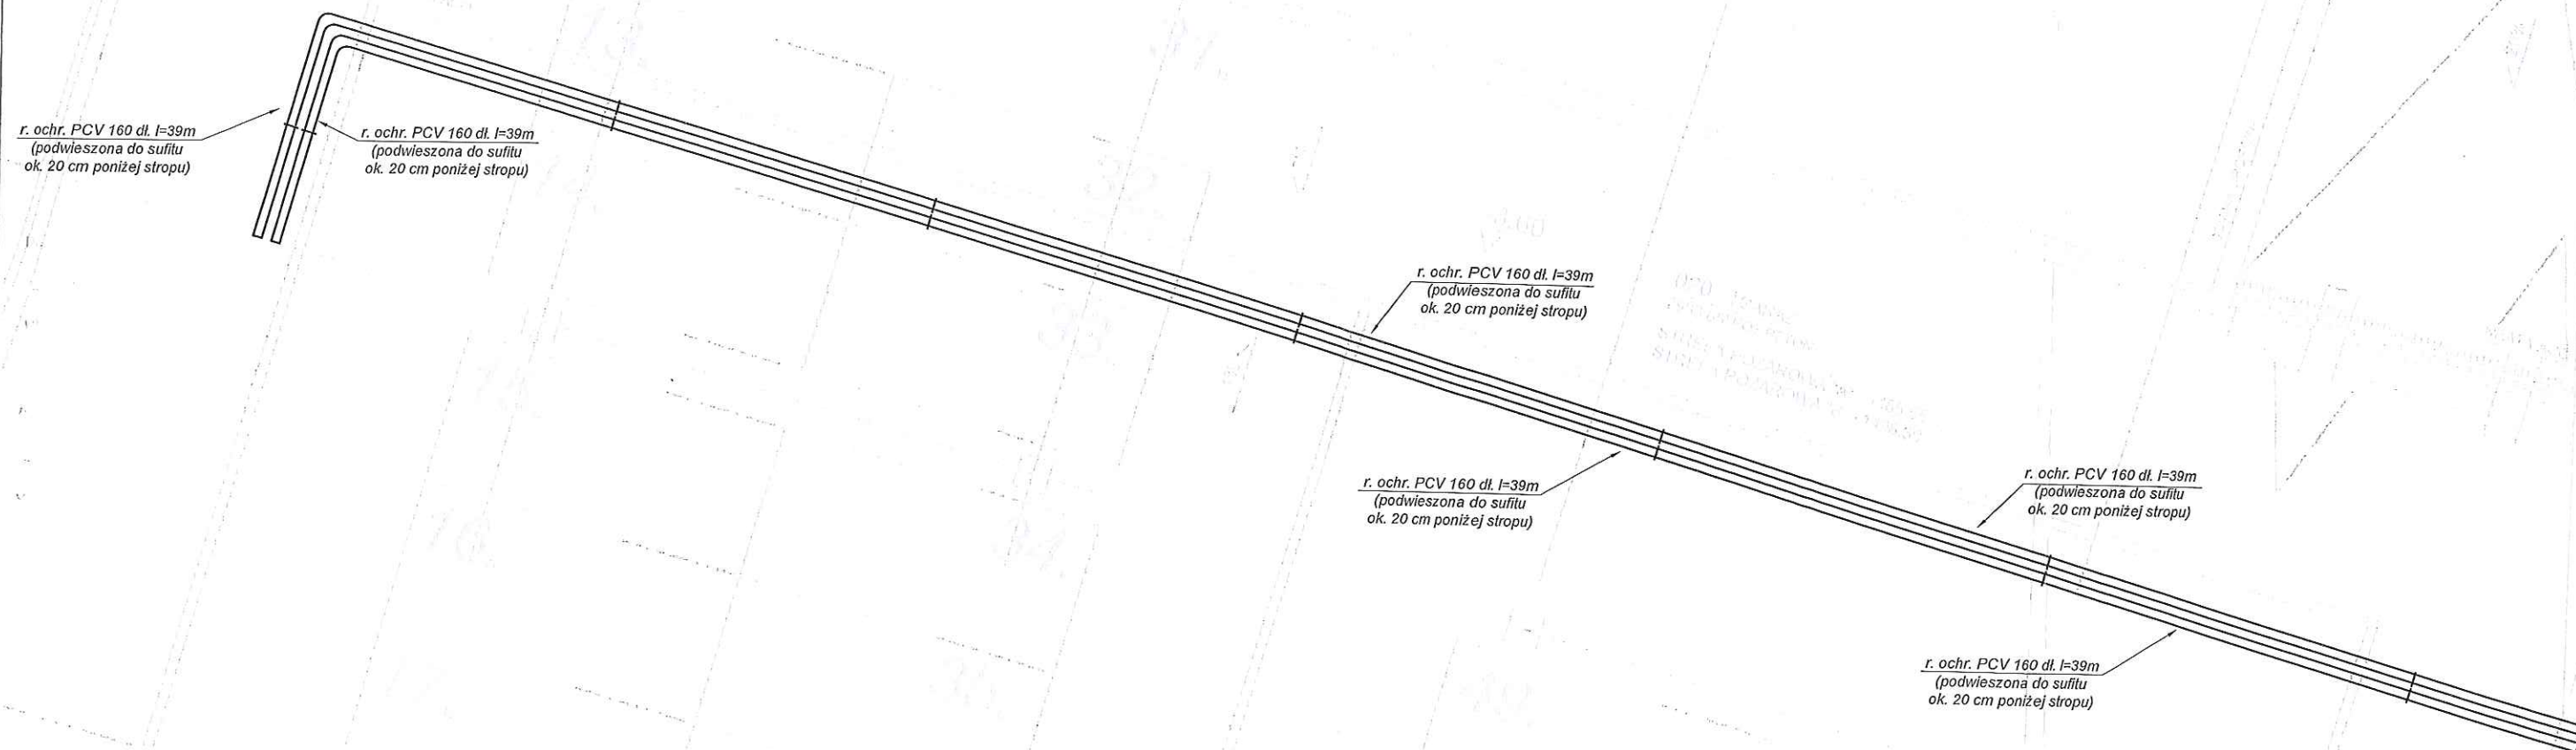 r. ochr. PCV 160 dł. l=39m
(podwieszona do sufitu
ok. 20 cm poniżej stropu)
r. ochr. PCV 160 dł. l=39m
(podwieszona do sufitu
ok. 20 cm poniżej stropu)
r. ochr. PCV 160 dł. l=39m
(podwieszona do sufitu
ok. 20 cm poniżej stropu)
r. ochr. PCV 160 dł. l=39m
(podwieszona do sufitu
ok. 20 cm poniżej stropu)
r. ochr. PCV 160 dł. l=39m
(podwieszona do sufitu
ok. 20 cm poniżej stropu)
r. ochr. PCV 160 dł. l=39m
(podwieszona do sufitu
ok. 20 cm poniżej stropu)